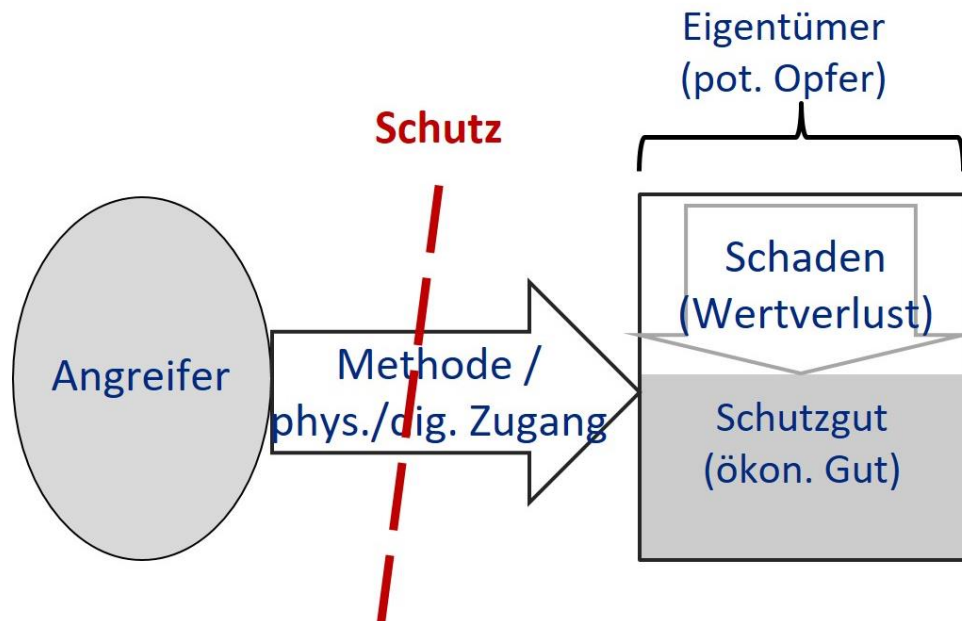 Eigentümer
(pot. Opfer)
Schutz
Schaden
(Wertverlust)
Angreifer
Methode /
phys./dig. Zugang
Schutzgut
(ökon. Gut)